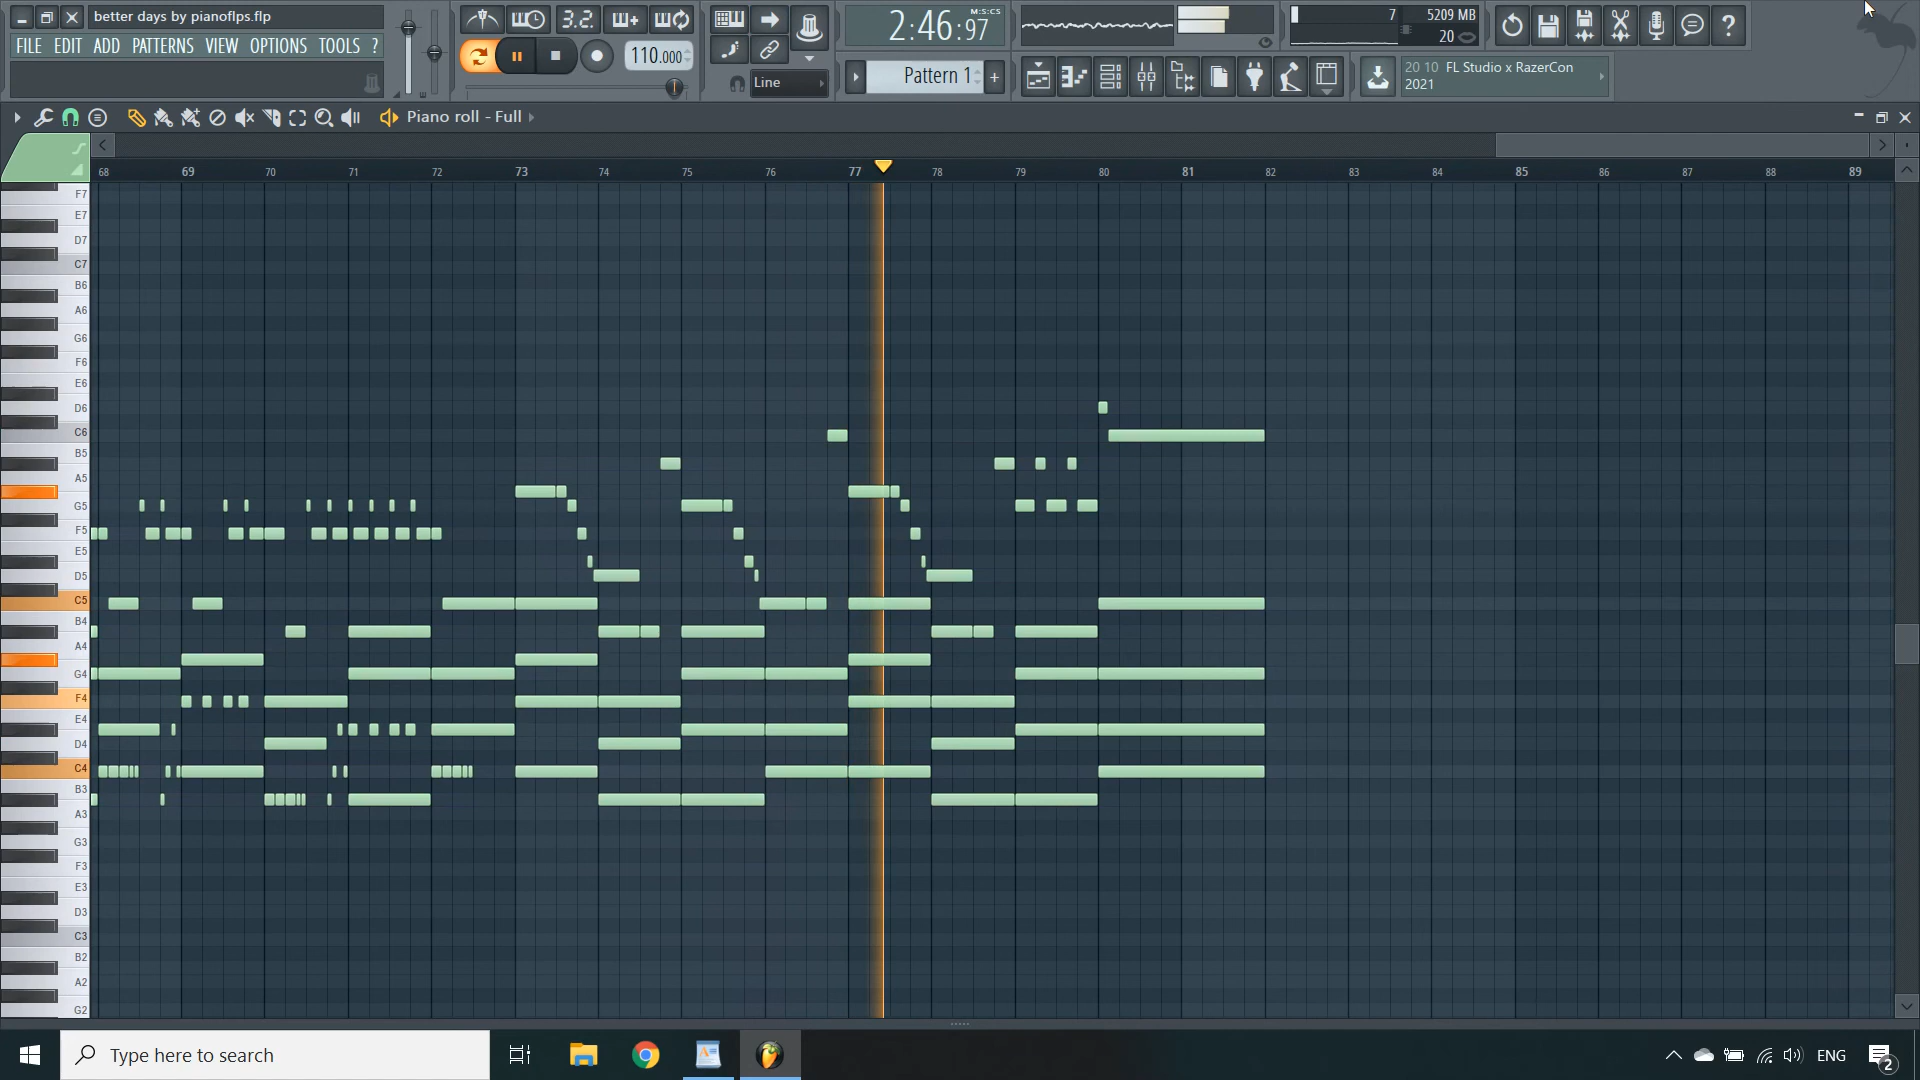 better days by pianoflps.flp
FILE EDIT ADD PATTERNS VIEW OPTIONS TOOLS ?
3.2.
110.000
Line
2:46:97
M:S:CS
Pattern 1
7
5209 MB
20
20 10 FL Studio x RazerCon
2021
Piano roll - Full
68 69 70 71 72 73 74 75 76 77 78 79 80 81 82 83 84 85 86 87 88 89
F7
E7
D7
C7
B6
A6
G6
F6
E6
D6
C6
B5
A5
G5
F5
E5
D5
C5
B4
A4
G4
F4
E4
D4
C4
B3
A3
G3
F3
E3
D3
C3
B2
A2
G2
Type here to search
ENG
2